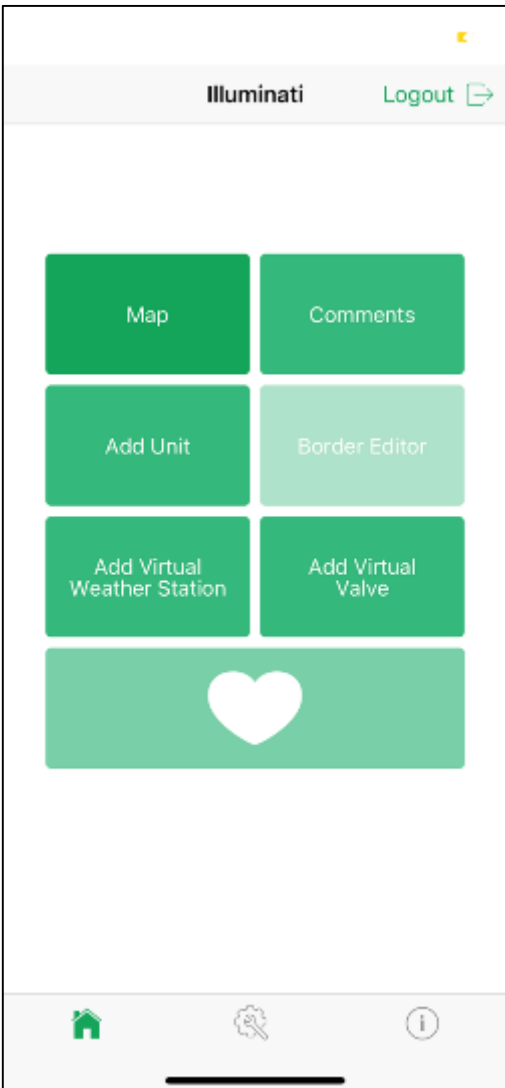 Illuminati
Logout
Map
Comments
Add Unit
Border Editor
Add Virtual
Weather Station
Add Virtual
Valve